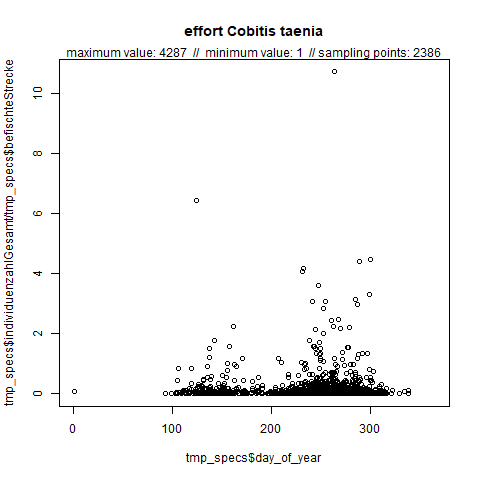 effort Cobitis taenia
maximum value: 4287 // minimum value: 1 // sampling points: 2386
tmp_specs$individuenzahlGesamt/tmp_specs$befischteStrecke
10
8
6
4
2
0
0 100 200 300
tmp_specs$day_of_year